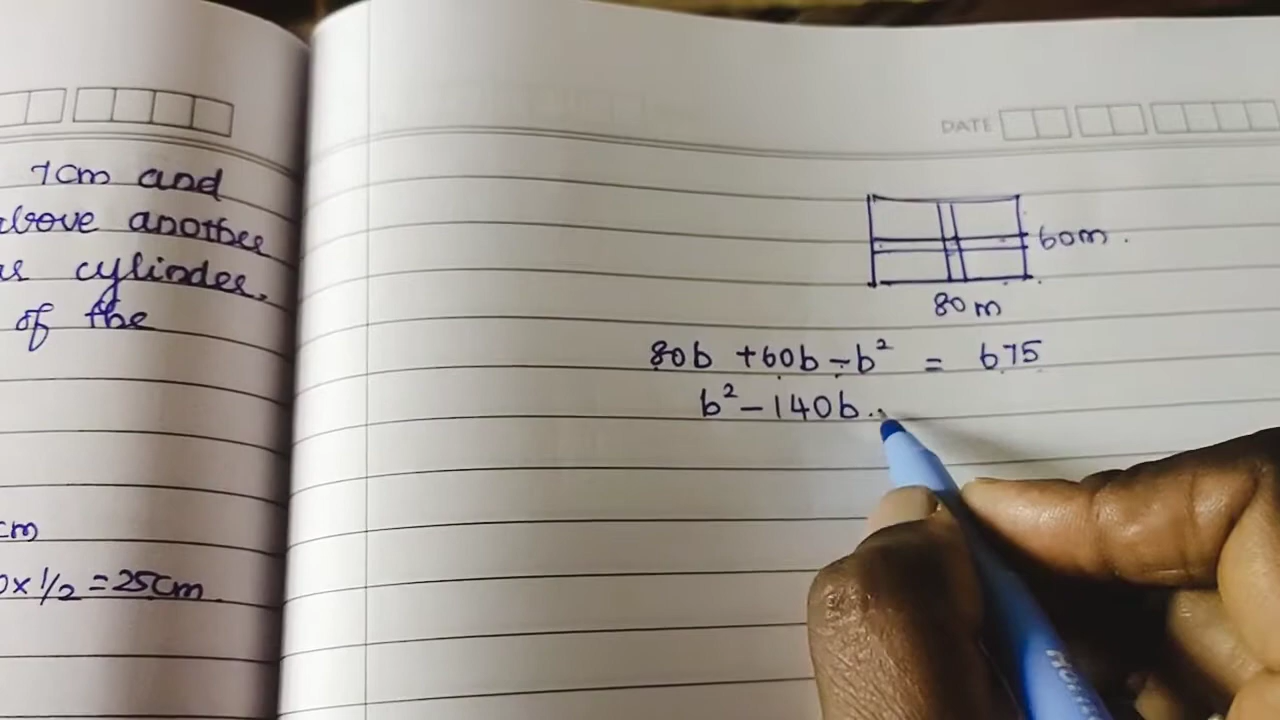 7cm and
above another
cylinder.
of the
cm
0 x 1/2 = 25cm
DATE
60m.
80 m
80b + 60b - b² = 675
b² - 140b.